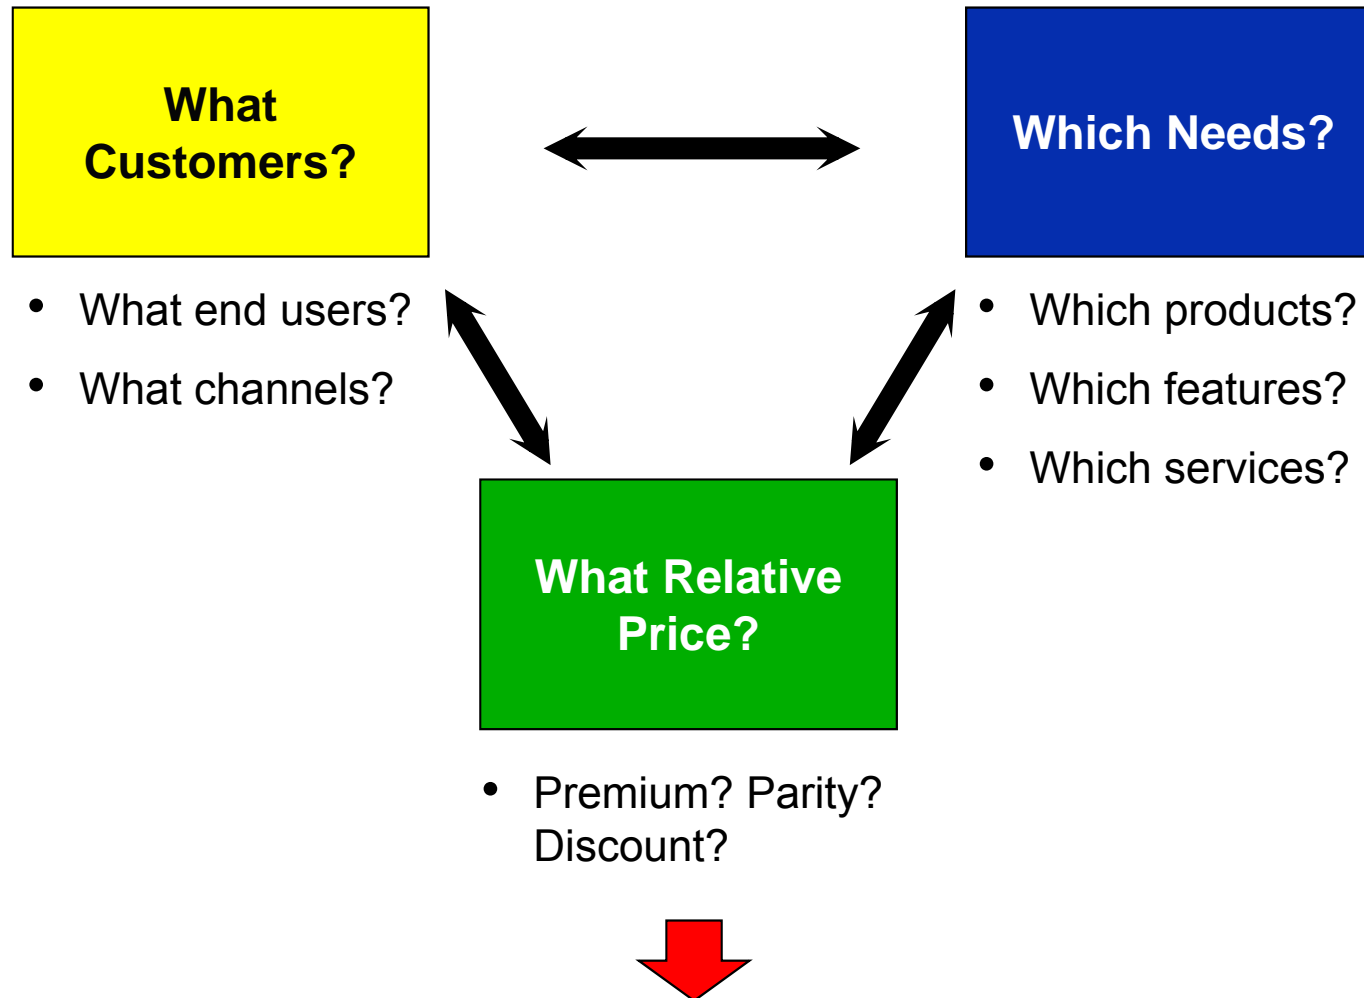 What
Customers?
Which Needs?
• What end users?
• What channels?
• Which products?
• Which features?
• Which services?
What Relative
Price?
• Premium? Parity?
Discount?